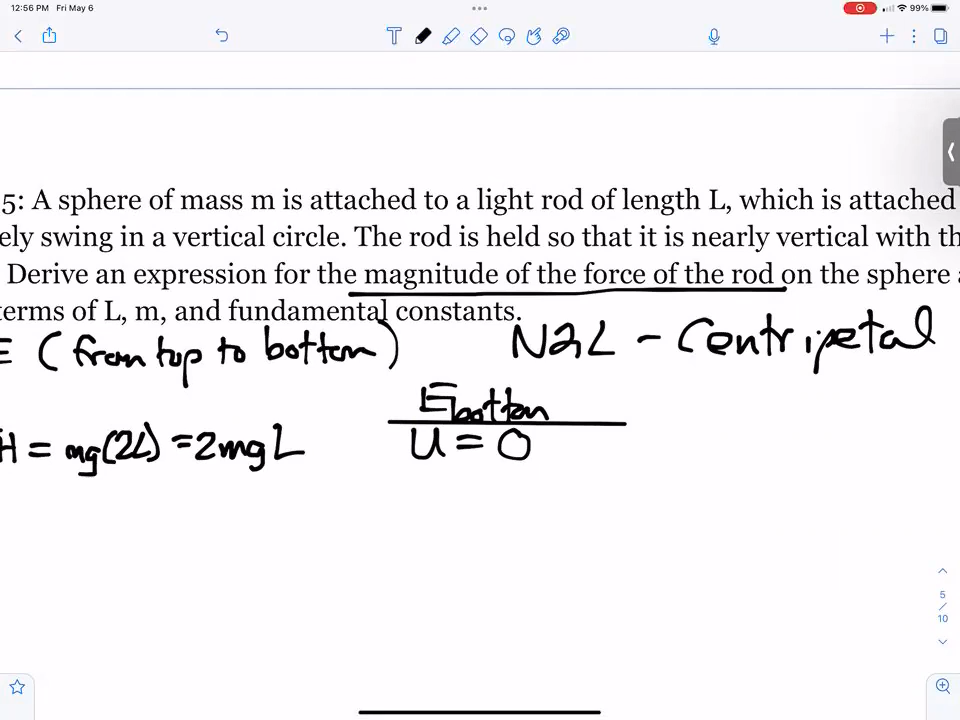 12:56 PM Fri May 6
99%
5: A sphere of mass m is attached to a light rod of length L, which is attached
ely swing in a vertical circle. The rod is held so that it is nearly vertical with th
Derive an expression for the magnitude of the force of the rod on the sphere a
terms of L, m, and fundamental constants.
E (from top to bottom) N2L - Centripetal
Ebottom
H = mg(2L) = 2mgL U = 0
5
/
10